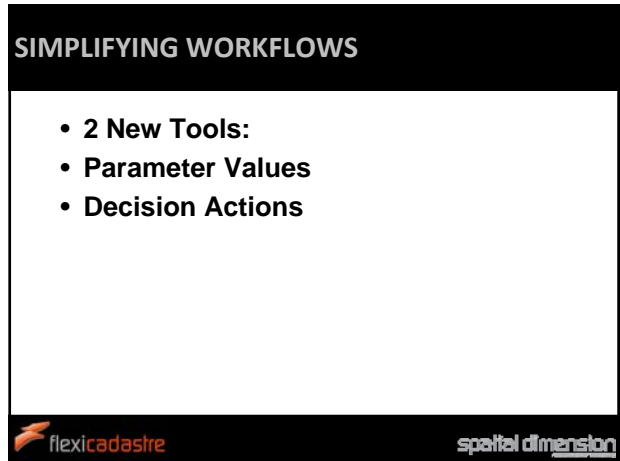 SIMPLIFYING WORKFLOWS
• 2 New Tools:
• Parameter Values
• Decision Actions
flexicadastre
spatial dimension